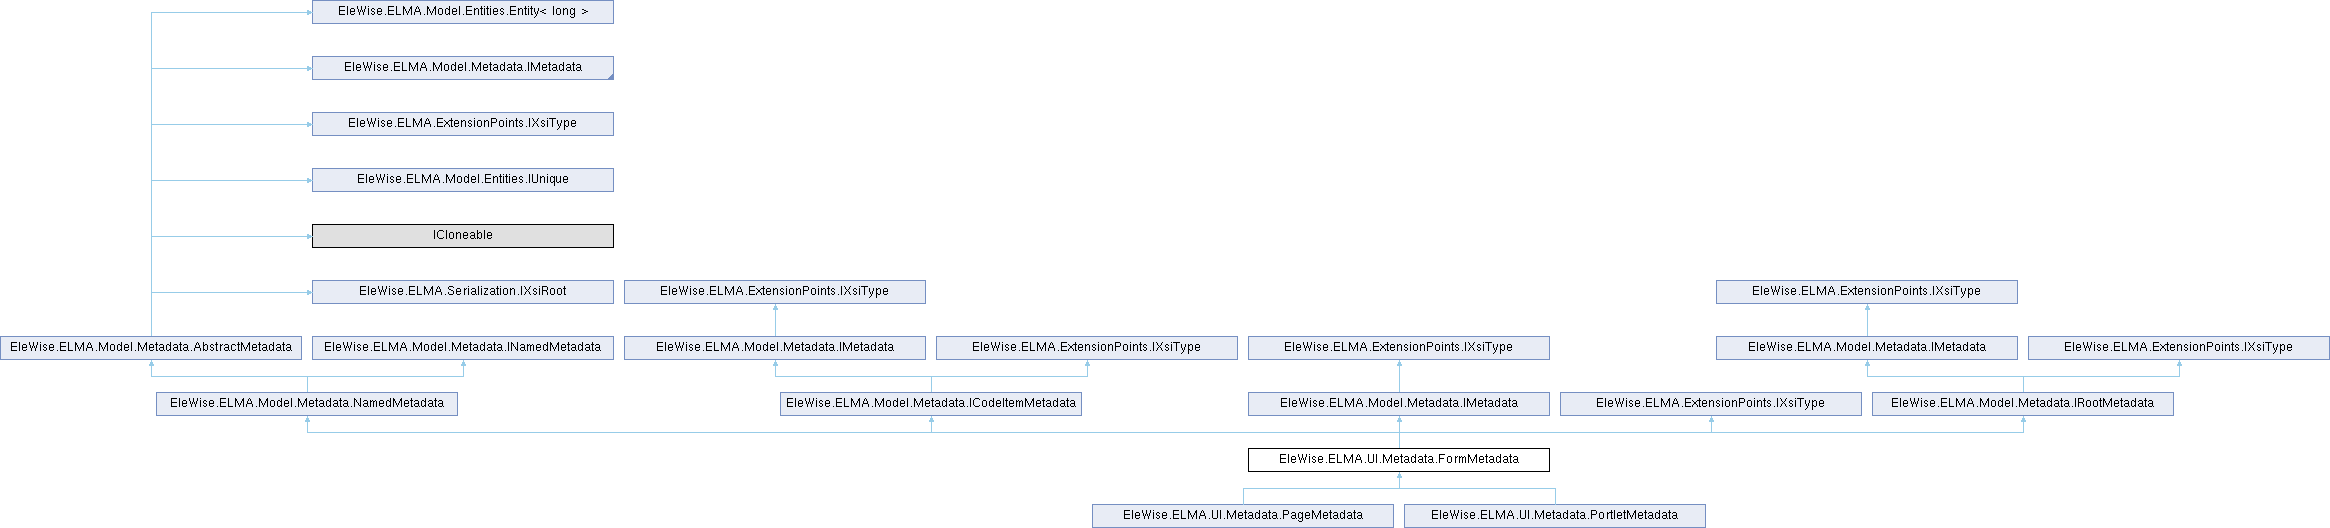 EleWise.ELMA.Model.Entities.Entity< long >
EleWise.ELMA.Model.Metadata.IMetadata
EleWise.ELMA.ExtensionPoints.IXsiType
EleWise.ELMA.Model.Entities.IUnique
ICloneable
EleWise.ELMA.Serialization.IXsiRoot
EleWise.ELMA.ExtensionPoints.IXsiType
EleWise.ELMA.ExtensionPoints.IXsiType
EleWise.ELMA.Model.Metadata.AbstractMetadata
EleWise.ELMA.Model.Metadata.INamedMetadata
EleWise.ELMA.Model.Metadata.IMetadata
EleWise.ELMA.ExtensionPoints.IXsiType
EleWise.ELMA.ExtensionPoints.IXsiType
EleWise.ELMA.Model.Metadata.IMetadata
EleWise.ELMA.ExtensionPoints.IXsiType
EleWise.ELMA.Model.Metadata.NamedMetadata
EleWise.ELMA.Model.Metadata.ICodeItemMetadata
EleWise.ELMA.Model.Metadata.IMetadata
EleWise.ELMA.ExtensionPoints.IXsiType
EleWise.ELMA.Model.Metadata.IRootMetadata
EleWise.ELMA.UI.Metadata.FormMetadata
EleWise.ELMA.UI.Metadata.PageMetadata
EleWise.ELMA.UI.Metadata.PortletMetadata